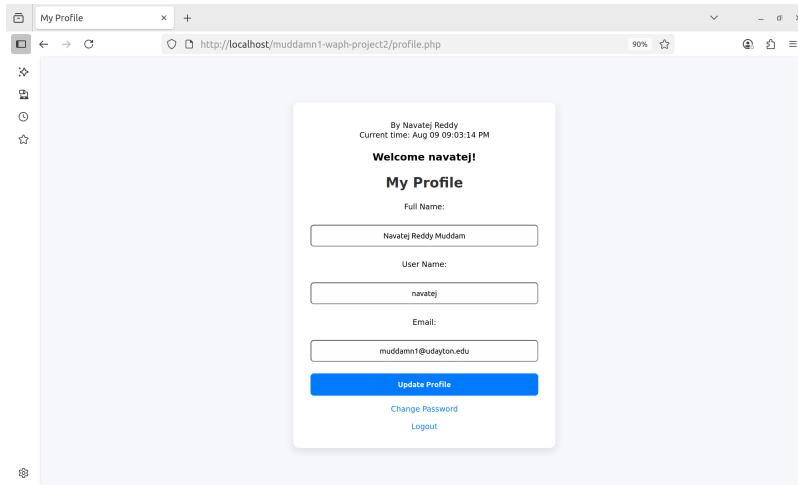 My Profile
http://localhost/muddamn1-waph-project2/profile.php
90%
By Navatej Reddy
Current time: Aug 09 09:03:14 PM
Welcome navatej!
My Profile
Full Name:
Navatej Reddy Muddam
User Name:
navatej
Email:
muddamn1@udayton.edu
Update Profile
Change Password
Logout